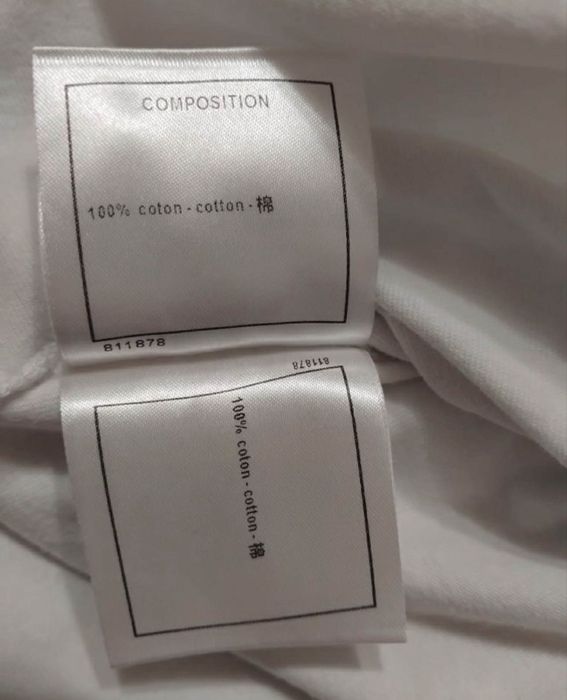 COMPOSITION
100% coton - cotton - 棉
811878
811878
100% coton - cotton - 棉